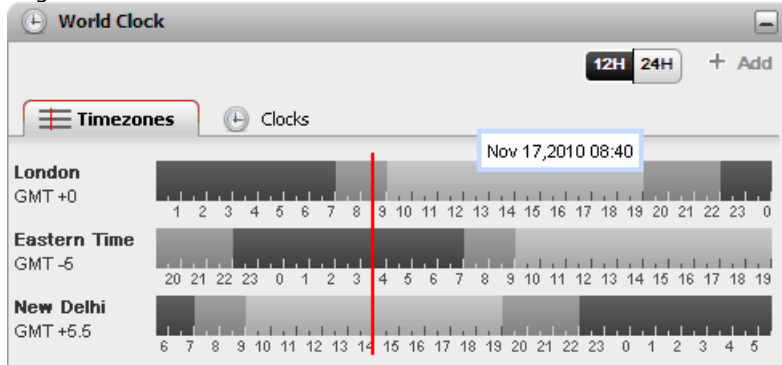 World Clock
12H 24H + Add
Timezones Clocks
Nov 17,2010 08:40
London
GMT +0
1 2 3 4 5 6 7 8 9 10 11 12 13 14 15 16 17 18 19 20 21 22 23 0
Eastern Time
GMT -5
20 21 22 23 0 1 2 3 4 5 6 7 8 9 10 11 12 13 14 15 16 17 18 19
New Delhi
GMT +5.5
6 7 8 9 10 11 12 13 14 15 16 17 18 19 20 21 22 23 0 1 2 3 4 5